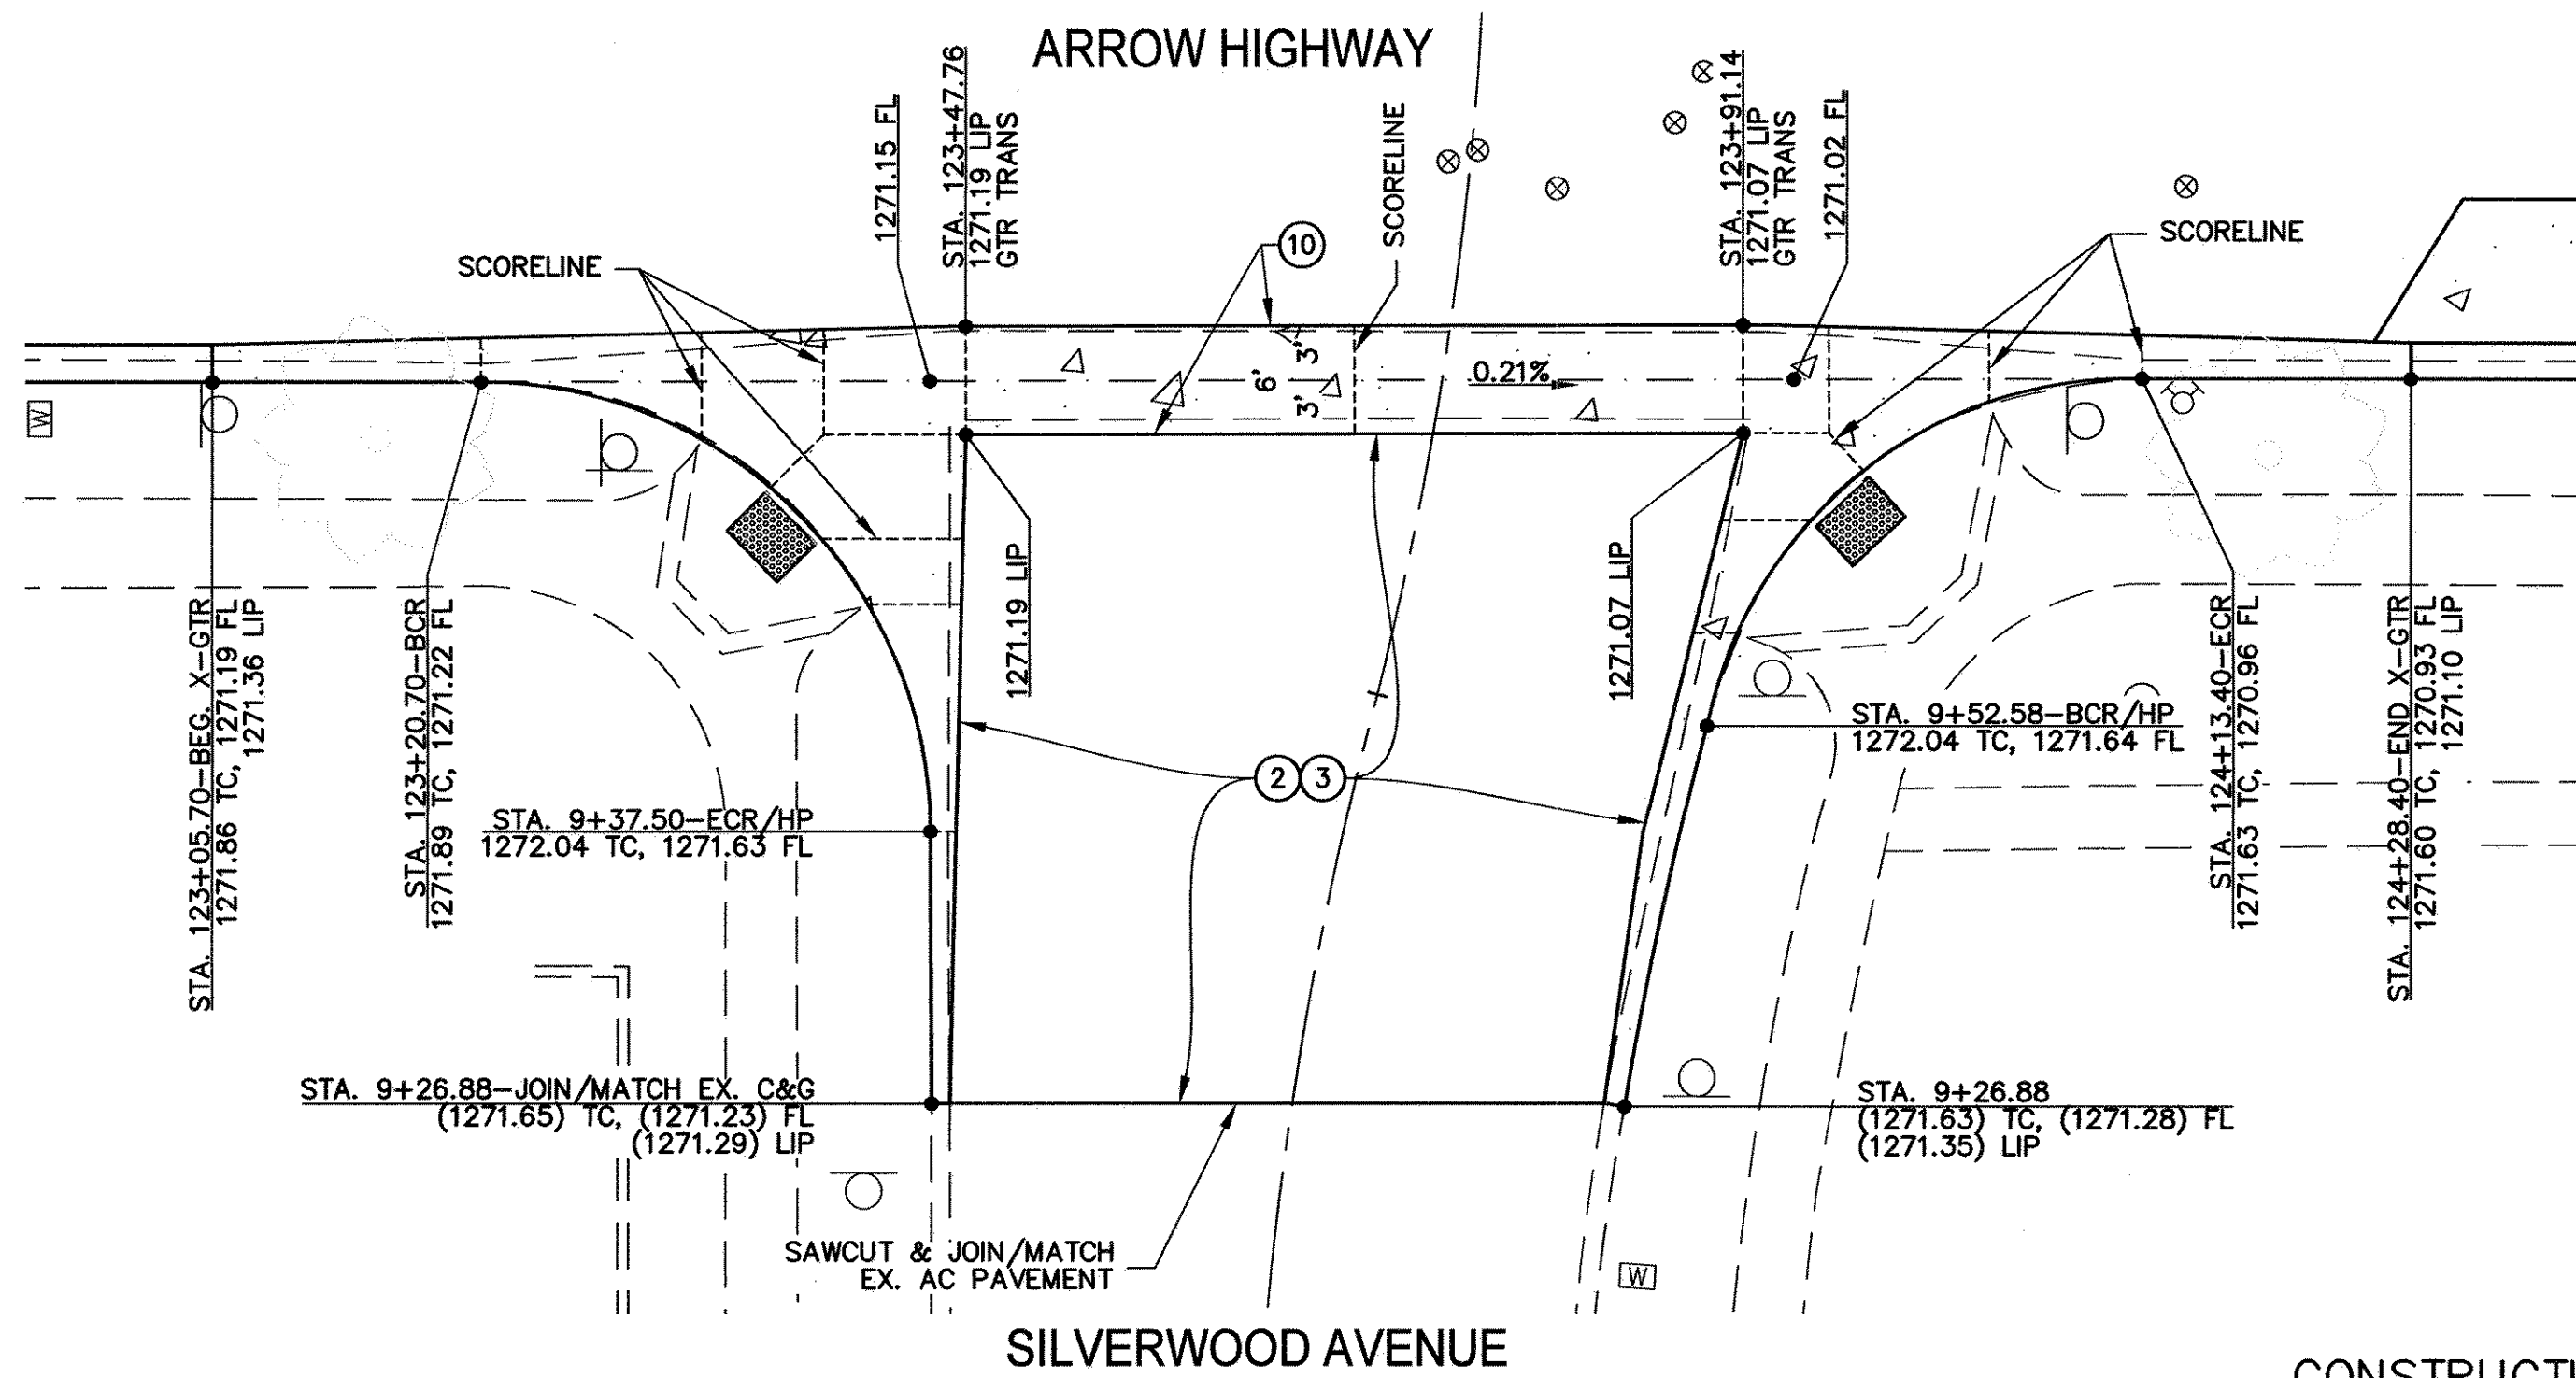 ARROW HIGHWAY
1271.15 FL
STA. 123+47.76
1271.19 LIP
GTR TRANS
SCORELINE
STA. 123+91.14
1271.07 LIP
GTR TRANS
1271.02 FL
SCORELINE
10
SCORELINE
3'
6'
3'
0.21%
W
1271.19 LIP
1271.07 LIP
STA. 123+05.70-BEG. X-GTR
1271.86 TC, 1271.19 FL
1271.36 LIP
STA. 123+20.70-BCR
1271.89 TC, 1271.22 FL
STA. 9+37.50-ECR/HP
1272.04 TC, 1271.63 FL
2 3
STA. 9+52.58-BCR/HP
1272.04 TC, 1271.64 FL
STA. 124+13.40-ECR
1271.63 TC, 1270.96 FL
STA. 124+28.40-END X-GTR
1271.60 TC, 1270.93 FL
1271.10 LIP
STA. 9+26.88-JOIN/MATCH EX. C&G
(1271.65) TC, (1271.23) FL
(1271.29) LIP
STA. 9+26.88
(1271.63) TC, (1271.28) FL
(1271.35) LIP
SAWCUT & JOIN/MATCH
EX. AC PAVEMENT
W
SILVERWOOD AVENUE